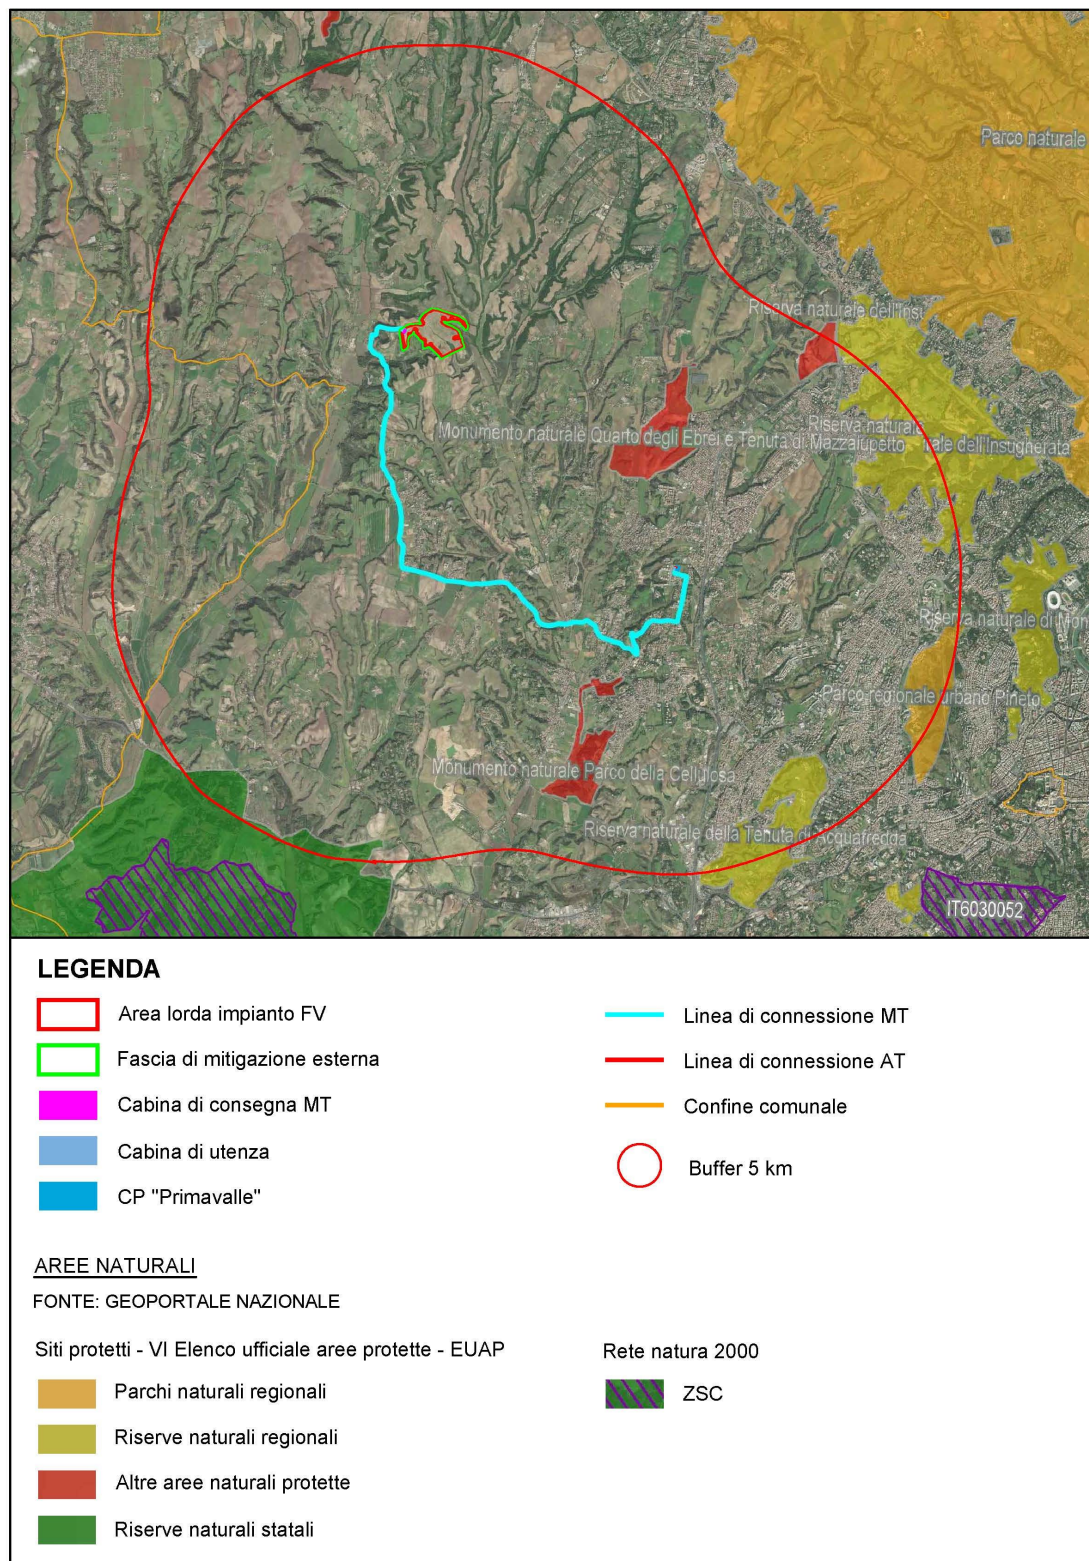 Parco naturale
Riserva naturale dell'Insu
Riserva natural
Monumento naturale Quarto degli Ebrei e Tenuta di Mazzalupetto
tale dell'Insugherata
Riserva naturale di Mon
Parco regionale urbano Pineto
Monumento naturale Parco della Cellulosa
Riserva naturale della Tenuta di Acquafredda
IT6030052
LEGENDA
Area lorda impianto FV
Fascia di mitigazione esterna
Cabina di consegna MT
Cabina di utenza
CP "Primavalle"
Linea di connessione MT
Linea di connessione AT
Confine comunale
Buffer 5 km
AREE NATURALI
FONTE: GEOPORTALE NAZIONALE
Siti protetti - VI Elenco ufficiale aree protette - EUAP
Parchi naturali regionali
Riserve naturali regionali
Altre aree naturali protette
Riserve naturali statali
Rete natura 2000
ZSC